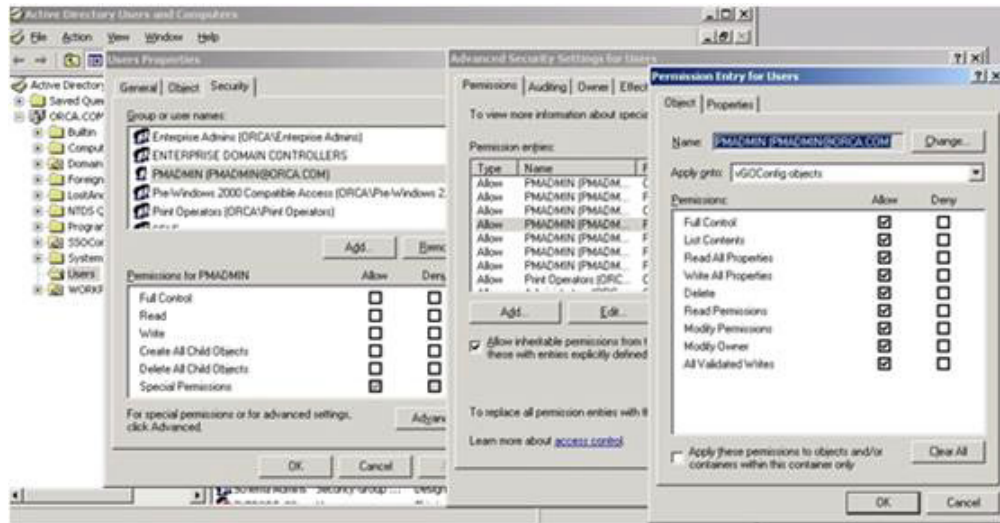 Active Directory Users and Computers
File Action View Window Help
Active Directory
Saved Quer
ORCA.COM
Builtin
Comput
Domain
Foreign
LostAnd
NTDS Q
Program
SSOCon
System
Users
WORKF
Users Properties
General Object Security
Group or user names:
Enterprise Admins (ORCA\Enterprise Admins)
ENTERPRISE DOMAIN CONTROLLERS
PMADMIN (PMADMIN@ORCA.COM)
Pre-Windows 2000 Compatible Access (ORCA\Pre-Windows 2
Print Operators (ORCA\Print Operators)
Add... Remo
Permissions for PMADMIN Allow Deny
Full Control
Read
Write
Create All Child Objects
Delete All Child Objects
Special Permissions
For special permissions or for advanced settings,
click Advanced.
Advan
OK Cancel
Schema Admins Security Group ... Design
Advanced Security Settings for Users
Permissions Auditing Owner Effect
To view more information about specia
Permission entries:
Type Name
Allow PMADMIN (PMADM...
Allow PMADMIN (PMADM...
Allow PMADMIN (PMADM...
Allow PMADMIN (PMADM...
Allow PMADMIN (PMADM...
Allow PMADMIN (PMADM...
Allow PMADMIN (PMADM...
Allow Print Operators (ORC...
Add... Edit...
Allow inheritable permissions from t
these with entries explicitly defined
To replace all permission entries with th
Learn more about access control.
Permission Entry for Users
Object Properties
Name: PMADMIN (PMADMIN@ORCA.COM Change...
Apply onto: vGOConfig objects
Permissions: Allow Deny
Full Control
List Contents
Read All Properties
Write All Properties
Delete
Read Permissions
Modify Permissions
Modify Owner
All Validated Writes
Apply these permissions to objects and/or
containers within this container only
Clear All
OK Cancel